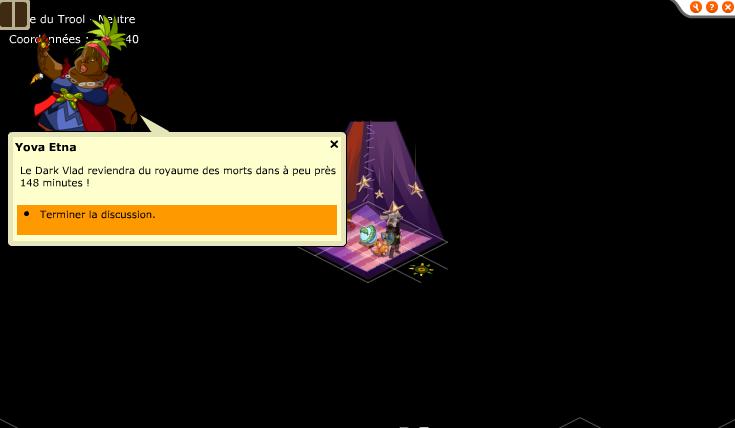 du Trool - Neutre
40
Yova Etna
Le Dark Vlad reviendra du royaume des morts dans à peu près
148 minutes !
Terminer la discussion.